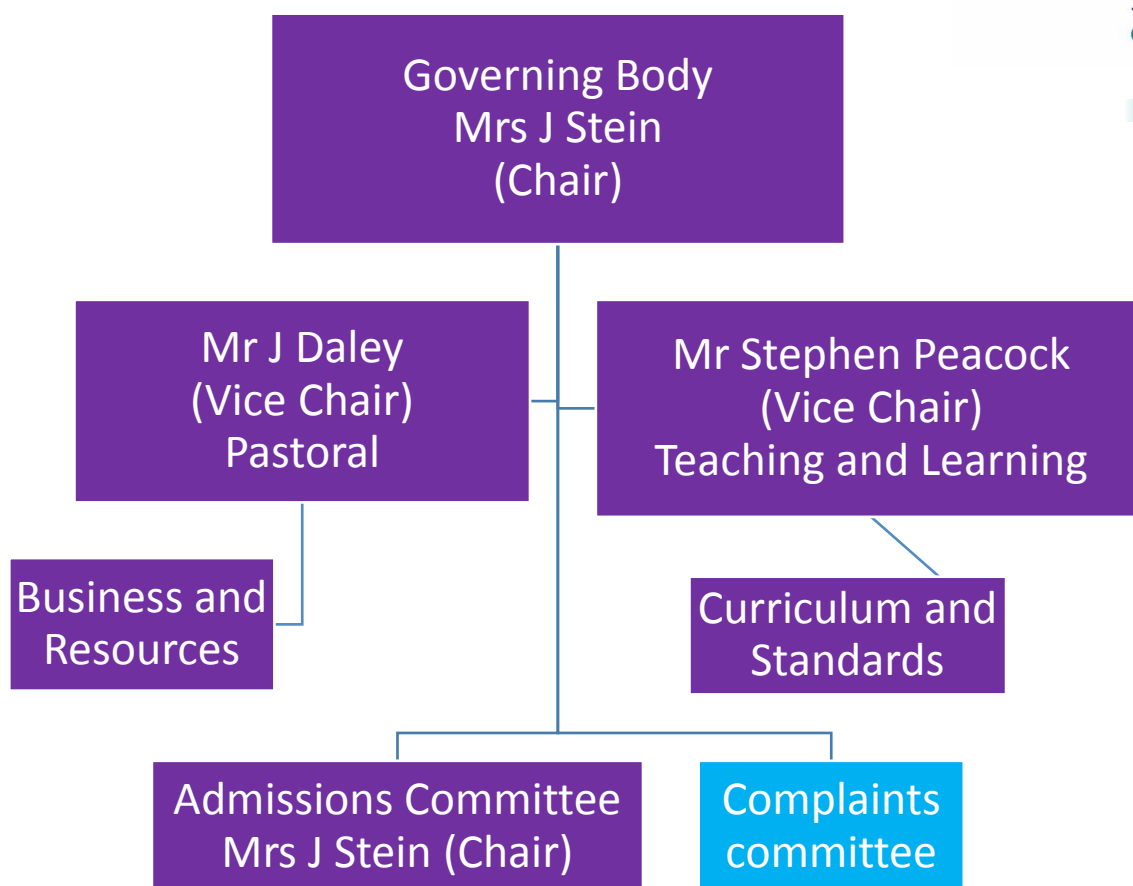 Governing Body
Mrs J Stein
(Chair)
Mr J Daley
(Vice Chair)
Pastoral
Mr Stephen Peacock
(Vice Chair)
Teaching and Learning
Business and
Resources
Curriculum and
Standards
Admissions Committee
Mrs J Stein (Chair)
Complaints
committee